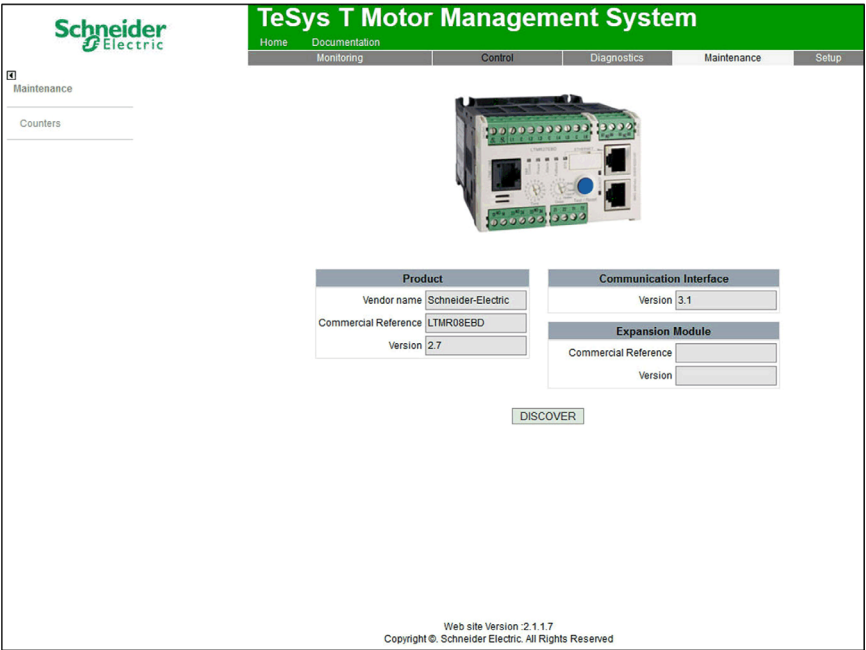 Schneider
Electric
TeSys T Motor Management System
Home Documentation
Monitoring Control Diagnostics Maintenance Setup
Maintenance
Counters
LTMR08EBD
ETHERNET
Product
Vendor name Schneider-Electric
Commercial Reference LTMR08EBD
Version 2.7
Communication Interface
Version 3.1
Expansion Module
Commercial Reference
Version
DISCOVER
Web site Version :2.1.1.7
Copyright ©. Schneider Electric. All Rights Reserved